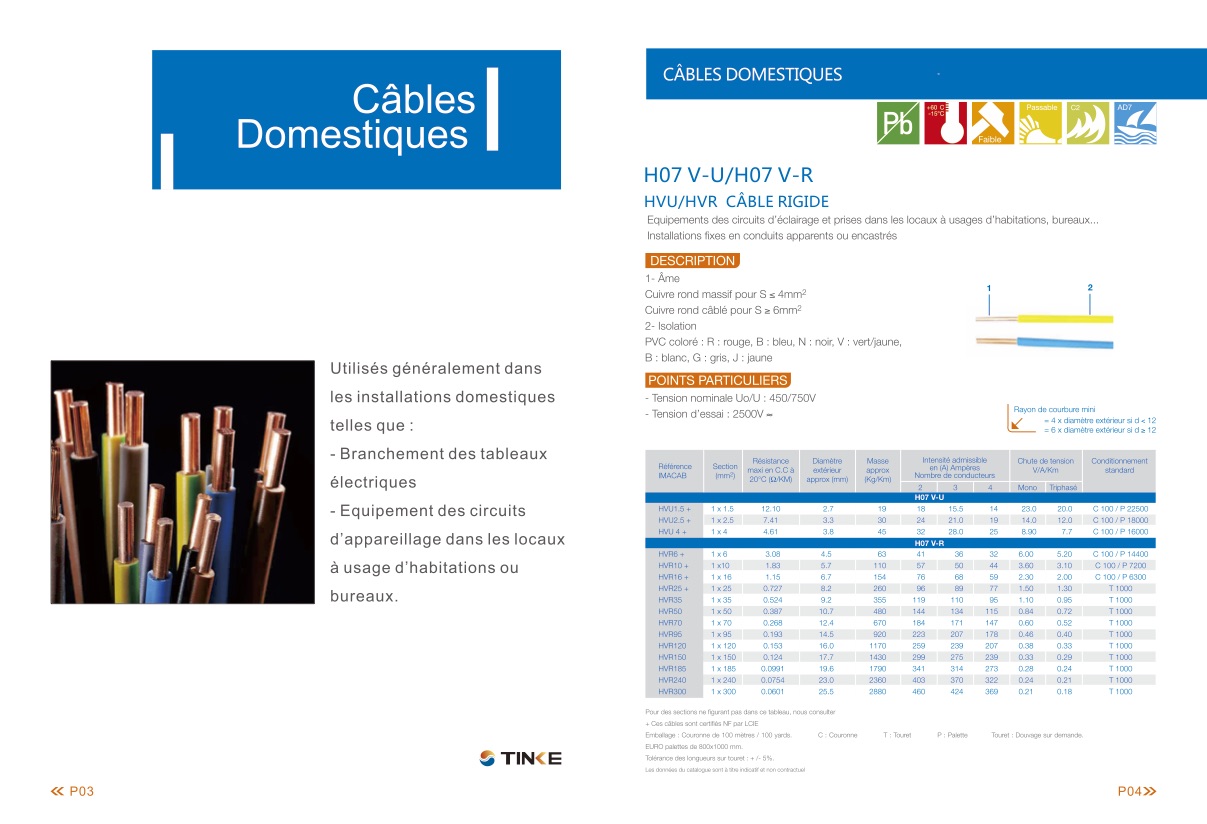 Câbles
Domestiques
Utilisés généralement dans
les installations domestiques
telles que :
- Branchement des tableaux
électriques
- Equipement des circuits
d'appareillage dans les locaux
à usage d'habitations ou
bureaux.
TINKE
P03
CÂBLES DOMESTIQUES
-
Pb
+60 C
-15°C
Faible
Passable
C2
AD7
H07 V-U/H07 V-R
HVU/HVR CÂBLE RIGIDE
Equipements des circuits d'éclairage et prises dans les locaux à usages d'habitations, bureaux...
Installations fixes en conduits apparents ou encastrés
DESCRIPTION
1- Âme
Cuivre rond massif pour S ≤ 4mm²
Cuivre rond câblé pour S ≥ 6mm²
2- Isolation
PVC coloré : R : rouge, B : bleu, N : noir, V : vert/jaune,
B : blanc, G : gris, J : jaune
1 2
POINTS PARTICULIERS
- Tension nominale Uo/U : 450/750V
- Tension d'essai : 2500V ═
Rayon de courbure mini
= 4 x diamètre extérieur si d < 12
= 6 x diamètre extérieur si d ≥ 12
Référence IMACAB
Section (mm²)
Résistance maxi en C.C à 20°C (Ω/KM)
Diamétre extérieur approx (mm)
Masse approx (Kg/Km)
Intensité admissible en (A) Ampères Nombre de conducteurs
2 3 4
Chute de tension V/A/Km
Mono Triphasé
Conditionnement standard
H07 V-U
HVU1.5 + 1 x 1.5 12.10 2.7 19 18 15.5 14 23.0 20.0 C 100 / P 22500
HVU2.5 + 1 x 2.5 7.41 3.3 30 24 21.0 19 14.0 12.0 C 100 / P 18000
HVU 4 + 1 x 4 4.61 3.8 45 32 28.0 25 8.90 7.7 C 100 / P 16000
H07 V-R
HVR6 + 1 x 6 3.08 4.5 63 41 36 32 6.00 5.20 C 100 / P 14400
HVR10 + 1 x10 1.83 5.7 110 57 50 44 3.60 3.10 C 100 / P 7200
HVR16 + 1 x 16 1.15 6.7 154 76 68 59 2.30 2.00 C 100 / P 6300
HVR25 + 1 x 25 0.727 8.2 260 96 89 77 1.50 1.30 T 1000
HVR35 1 x 35 0.524 9.2 355 119 110 95 1.10 0.95 T 1000
HVR50 1 x 50 0.387 10.7 480 144 134 115 0.84 0.72 T 1000
HVR70 1 x 70 0.268 12.4 670 184 171 147 0.60 0.52 T 1000
HVR95 1 x 95 0.193 14.5 920 223 207 178 0.46 0.40 T 1000
HVR120 1 x 120 0.153 16.0 1170 259 239 207 0.38 0.33 T 1000
HVR150 1 x 150 0.124 17.7 1430 299 275 239 0.33 0.29 T 1000
HVR185 1 x 185 0.0991 19.6 1790 341 314 273 0.28 0.24 T 1000
HVR240 1 x 240 0.0754 23.0 2360 403 370 322 0.24 0.21 T 1000
HVR300 1 x 300 0.0601 25.5 2880 460 424 369 0.21 0.18 T 1000
Pour des sections ne figurant pas dans ce tableau, nous consulter
+ Ces câbles sont certifiés NF par LCIE
Emballage : Couronne de 100 mètres / 100 yards. C : Couronne T : Touret P : Palette Touret : Douvage sur demande.
EURO palettes de 800x1000 mm.
Tolérance des longueurs sur touret : + /- 5%.
Les données du catalogue sont à titre indicatif et non contractuel
P04